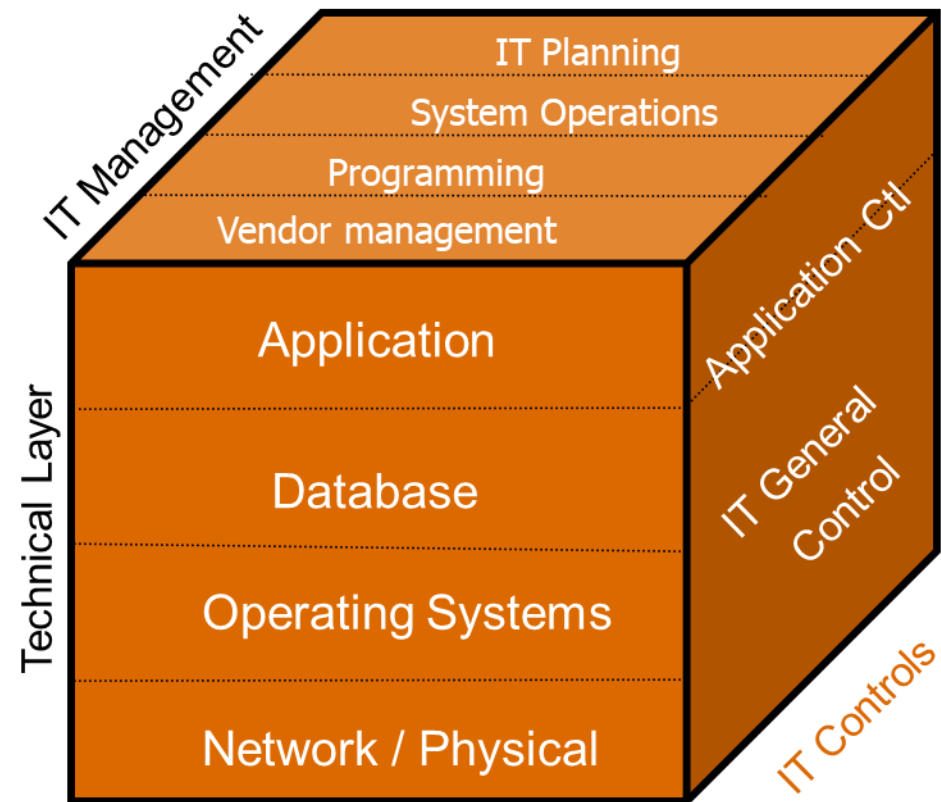 IT Management
IT Planning
System Operations
Programming
Vendor management
Technical Layer
Application
Database
Operating Systems
Network / Physical
Application Ctl
IT General
Control
IT Controls